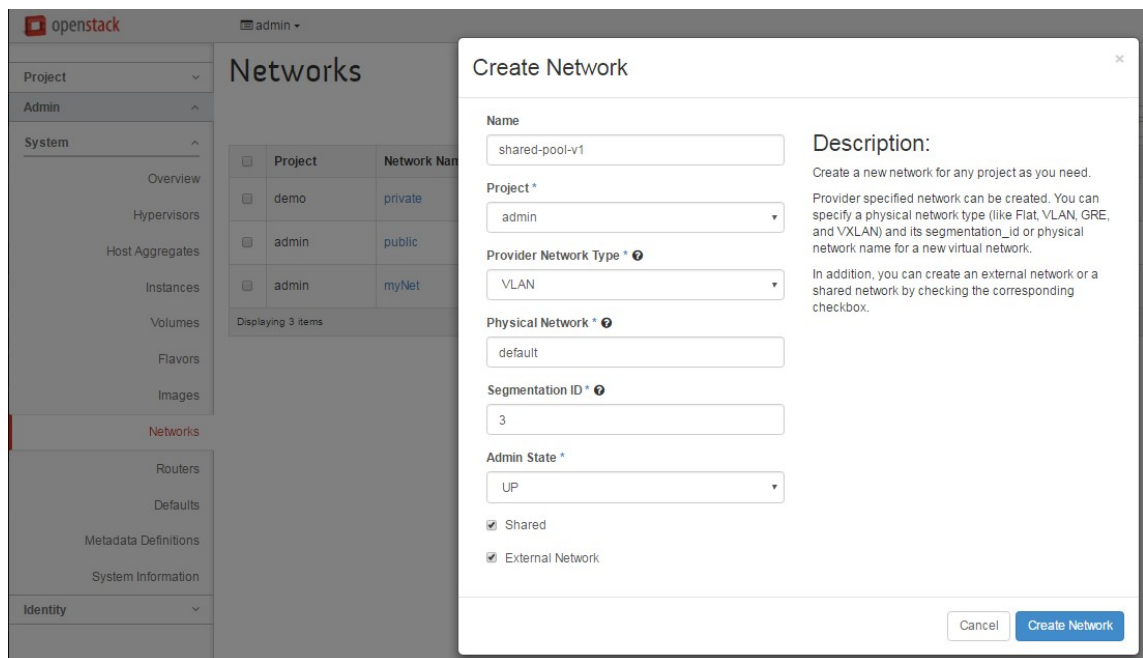 openstack
admin
Project
Admin
System
Overview
Hypervisors
Host Aggregates
Instances
Volumes
Flavors
Images
Networks
Routers
Defaults
Metadata Definitions
System Information
Identity
Networks
Project Network Nam
demo private
admin public
admin myNet
Displaying 3 items
Create Network
×
Name
shared-pool-v1
Project *
admin
Provider Network Type *
VLAN
Physical Network *
default
Segmentation ID *
3
Admin State *
UP
Shared
External Network
Description:
Create a new network for any project as you need.
Provider specified network can be created. You can
specify a physical network type (like Flat, VLAN, GRE,
and VXLAN) and its segmentation_id or physical
network name for a new virtual network.
In addition, you can create an external network or a
shared network by checking the corresponding
checkbox.
Cancel Create Network